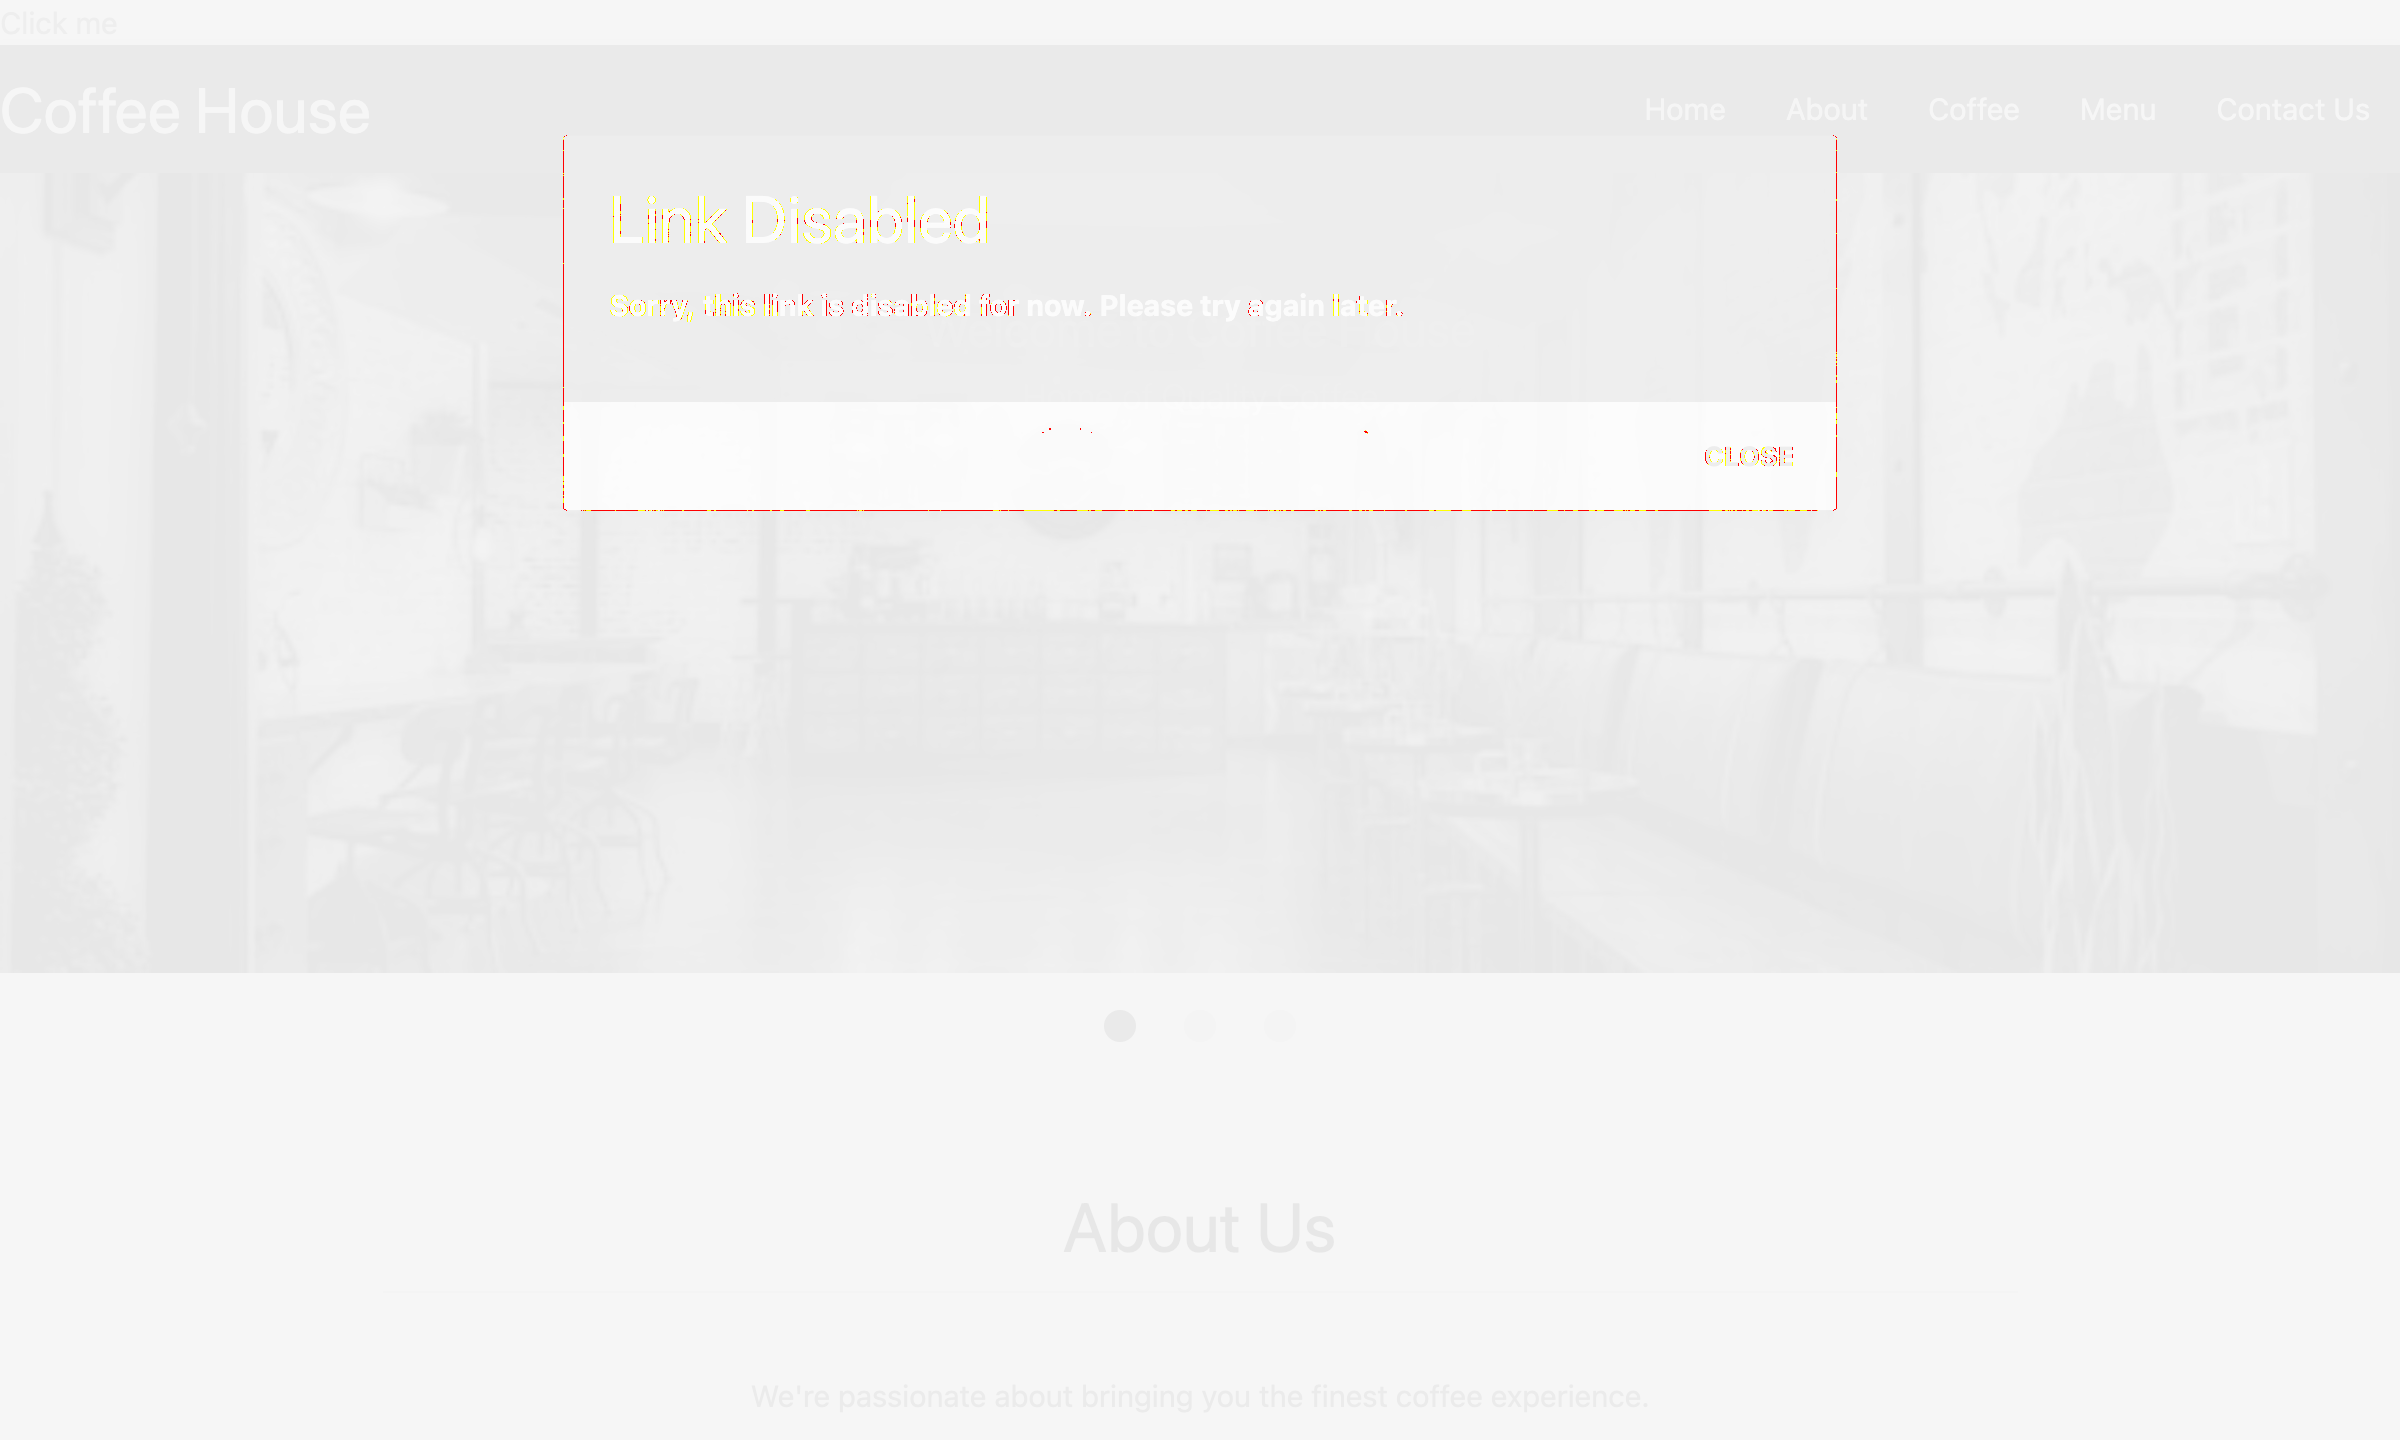 Click me
Coffee House
Home About Coffee Menu Contact Us
Link Disabled
Sorry, this link is disabled for now. Please try again later.
CLOSE
About Us
We're passionate about bringing you the finest coffee experience.